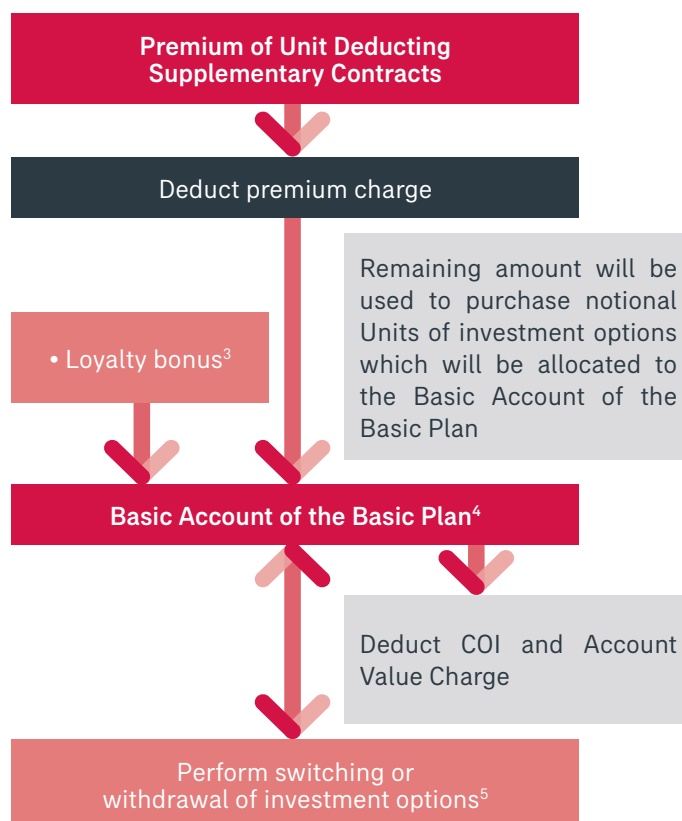 Premium of Unit Deducting
Supplementary Contracts
Deduct premium charge
Remaining amount will be
used to purchase notional
Units of investment options
which will be allocated to
the Basic Account of the
Basic Plan
• Loyalty bonus³
Basic Account of the Basic Plan⁴
Deduct COI and Account
Value Charge
Perform switching or
withdrawal of investment options⁵